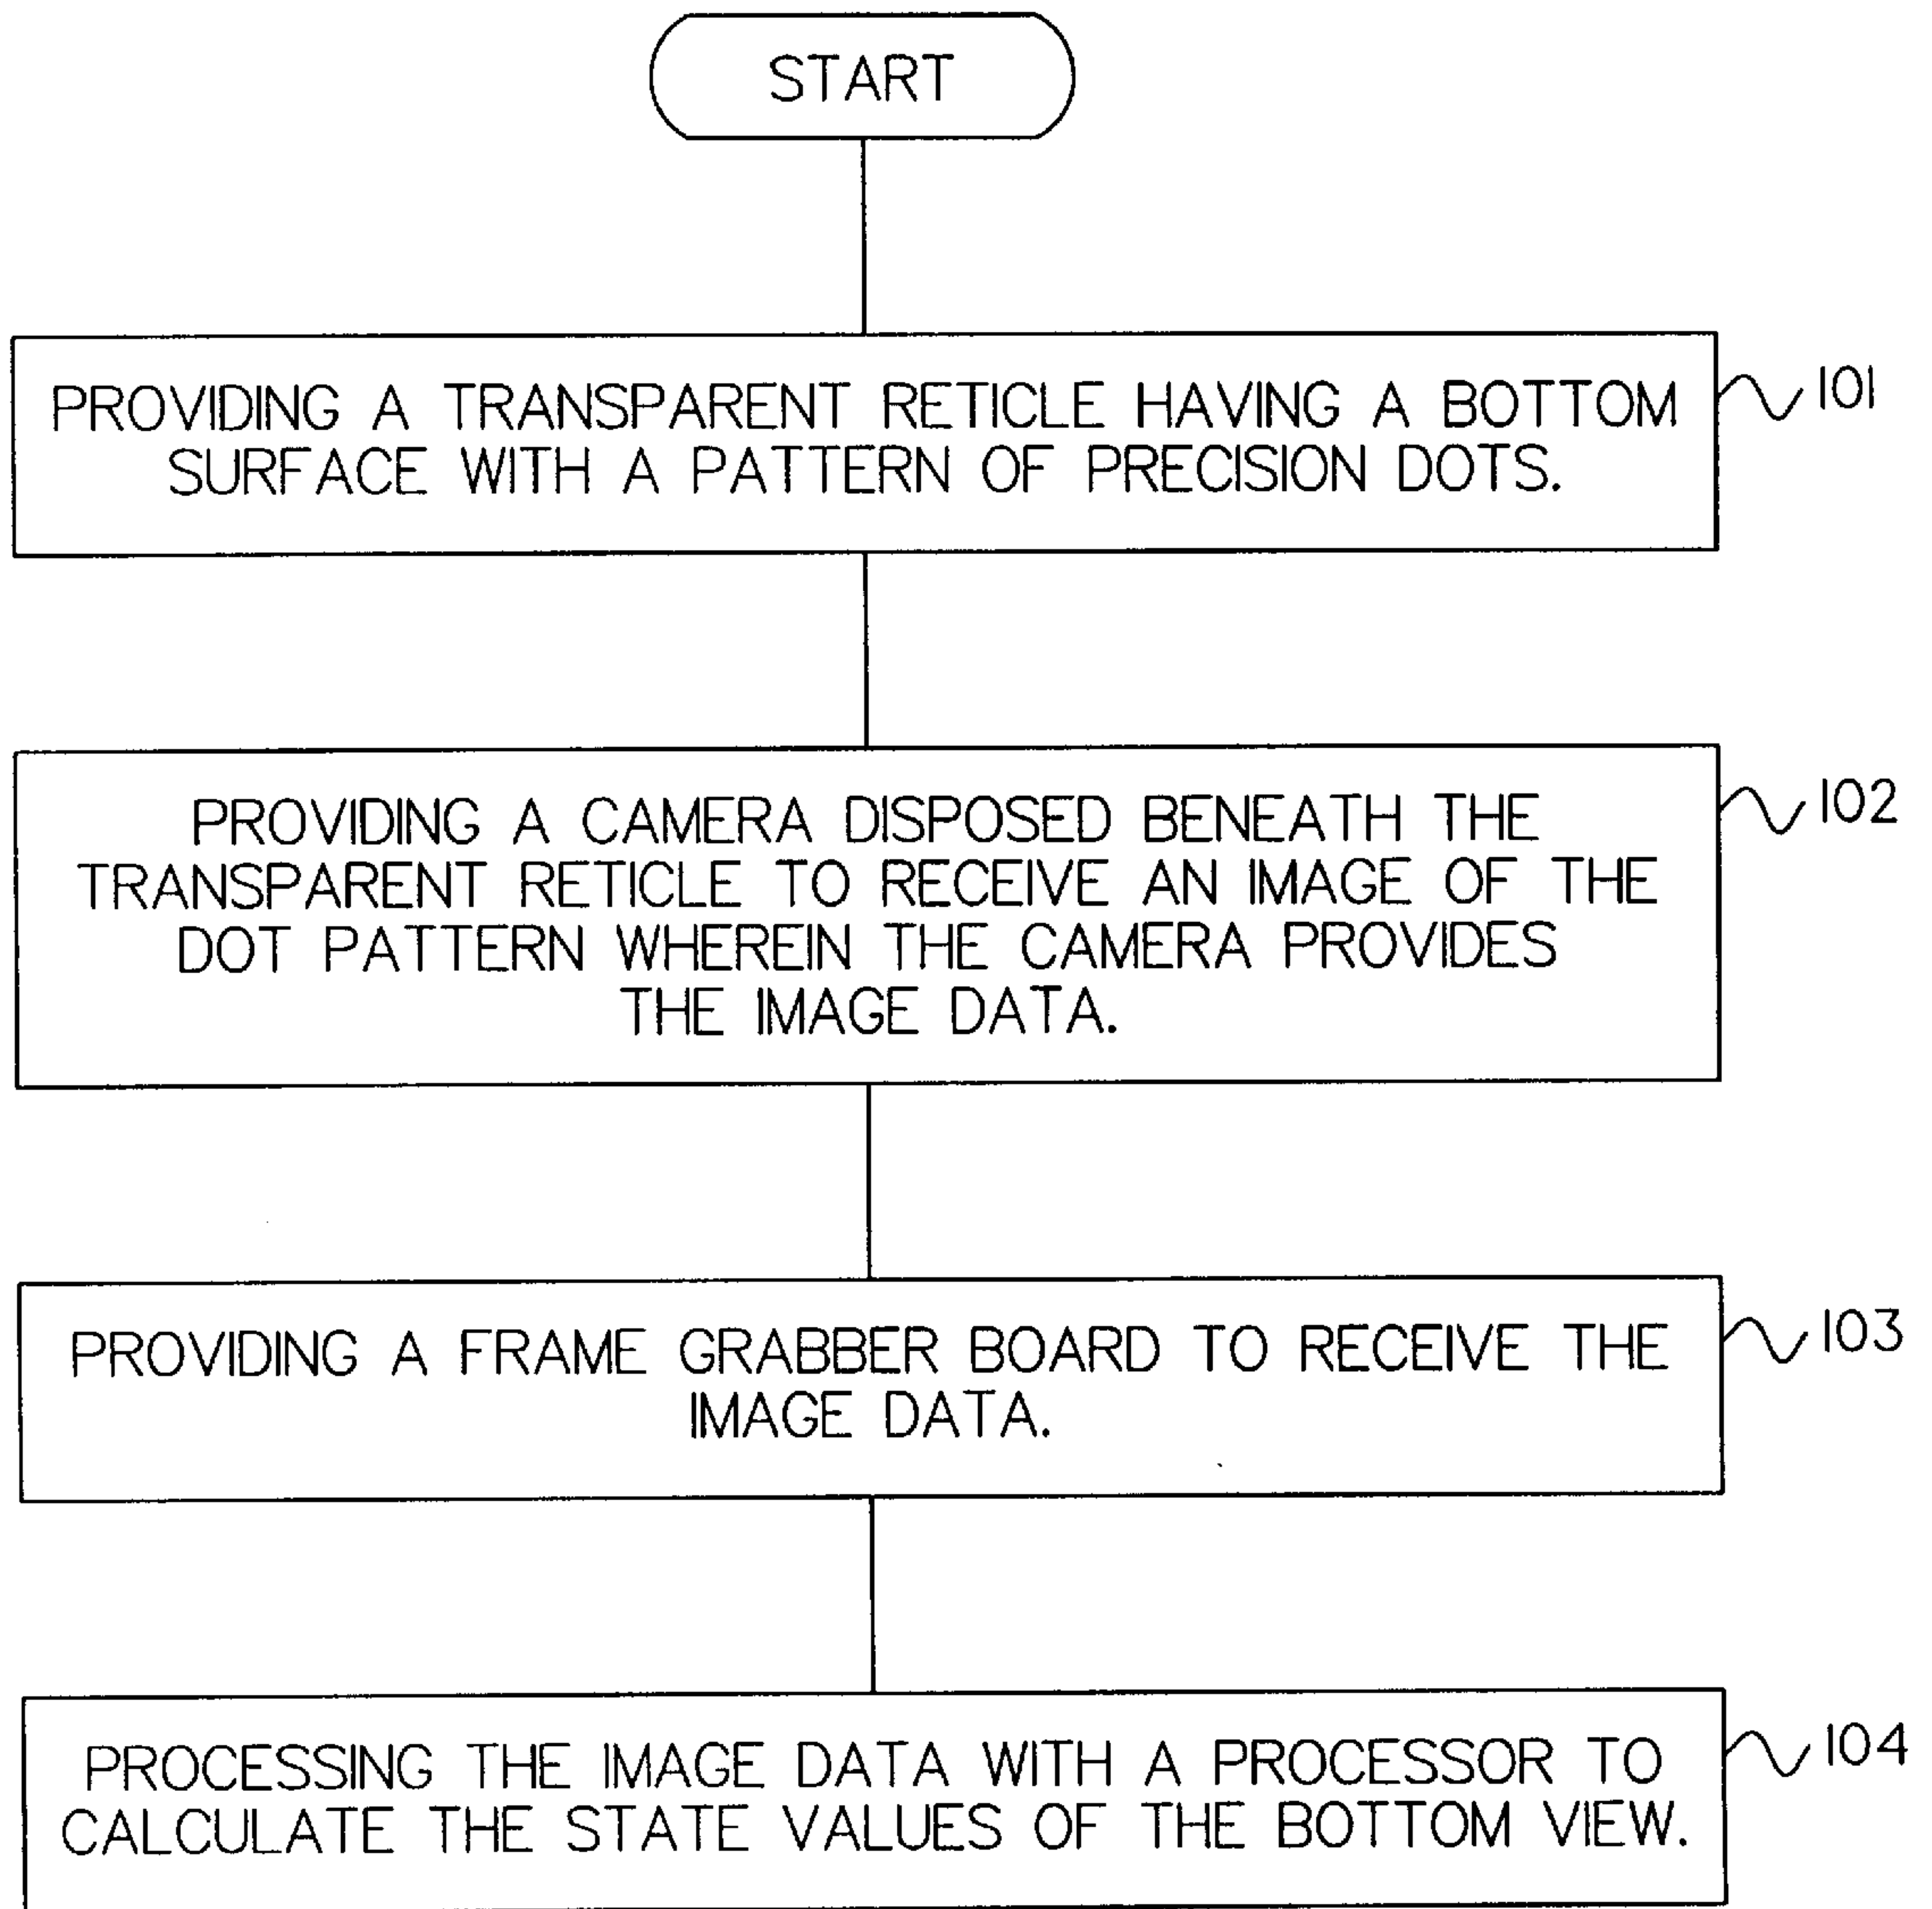 START
PROVIDING A TRANSPARENT RETICLE HAVING A BOTTOM
SURFACE WITH A PATTERN OF PRECISION DOTS.
101
PROVIDING A CAMERA DISPOSED BENEATH THE
TRANSPARENT RETICLE TO RECEIVE AN IMAGE OF THE
DOT PATTERN WHEREIN THE CAMERA PROVIDES
THE IMAGE DATA.
102
PROVIDING A FRAME GRABBER BOARD TO RECEIVE THE
IMAGE DATA.
103
PROCESSING THE IMAGE DATA WITH A PROCESSOR TO
CALCULATE THE STATE VALUES OF THE BOTTOM VIEW.
104